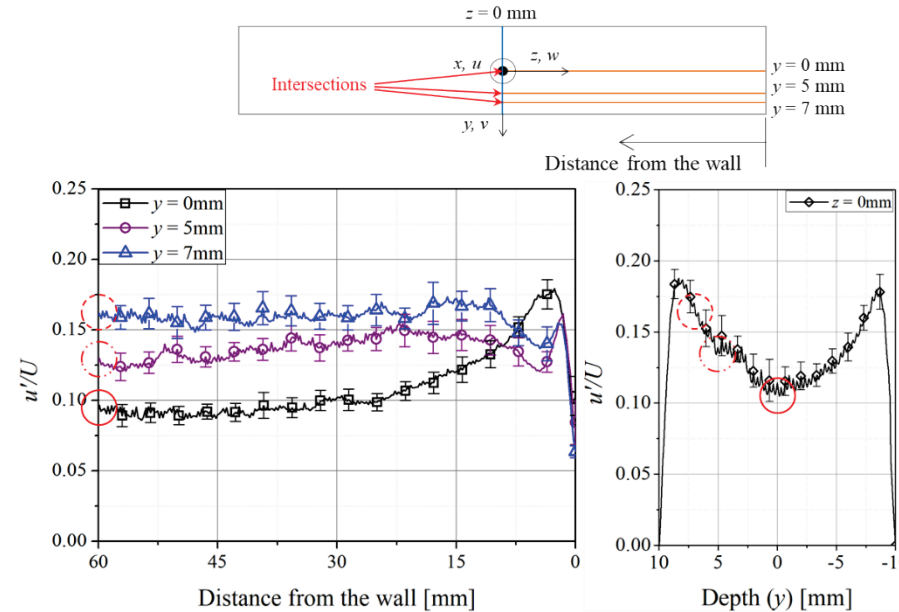 z = 0 mm
x, u
z, w
y = 0 mm
Intersections
y = 5 mm
y = 7 mm
y, v
Distance from the wall
0.25
0.20
0.15
0.10
0.05
0.00
u'/U
y = 0mm
y = 5mm
y = 7mm
60
45
30
15
0
Distance from the wall [mm]
0.25
0.20
0.15
0.10
0.05
0.00
u'/U
z = 0mm
10
5
0
-5
-1
Depth (y) [mm]